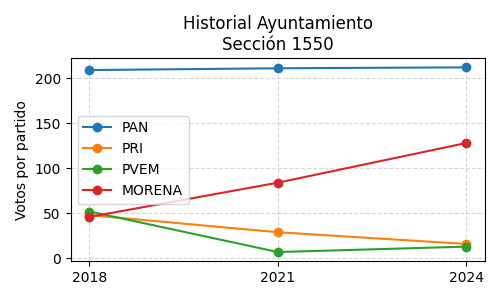 Historial Ayuntamiento
Sección 1550
Votos por partido
200
150
100
50
0
PAN
PRI
PVEM
MORENA
2018
2021
2024